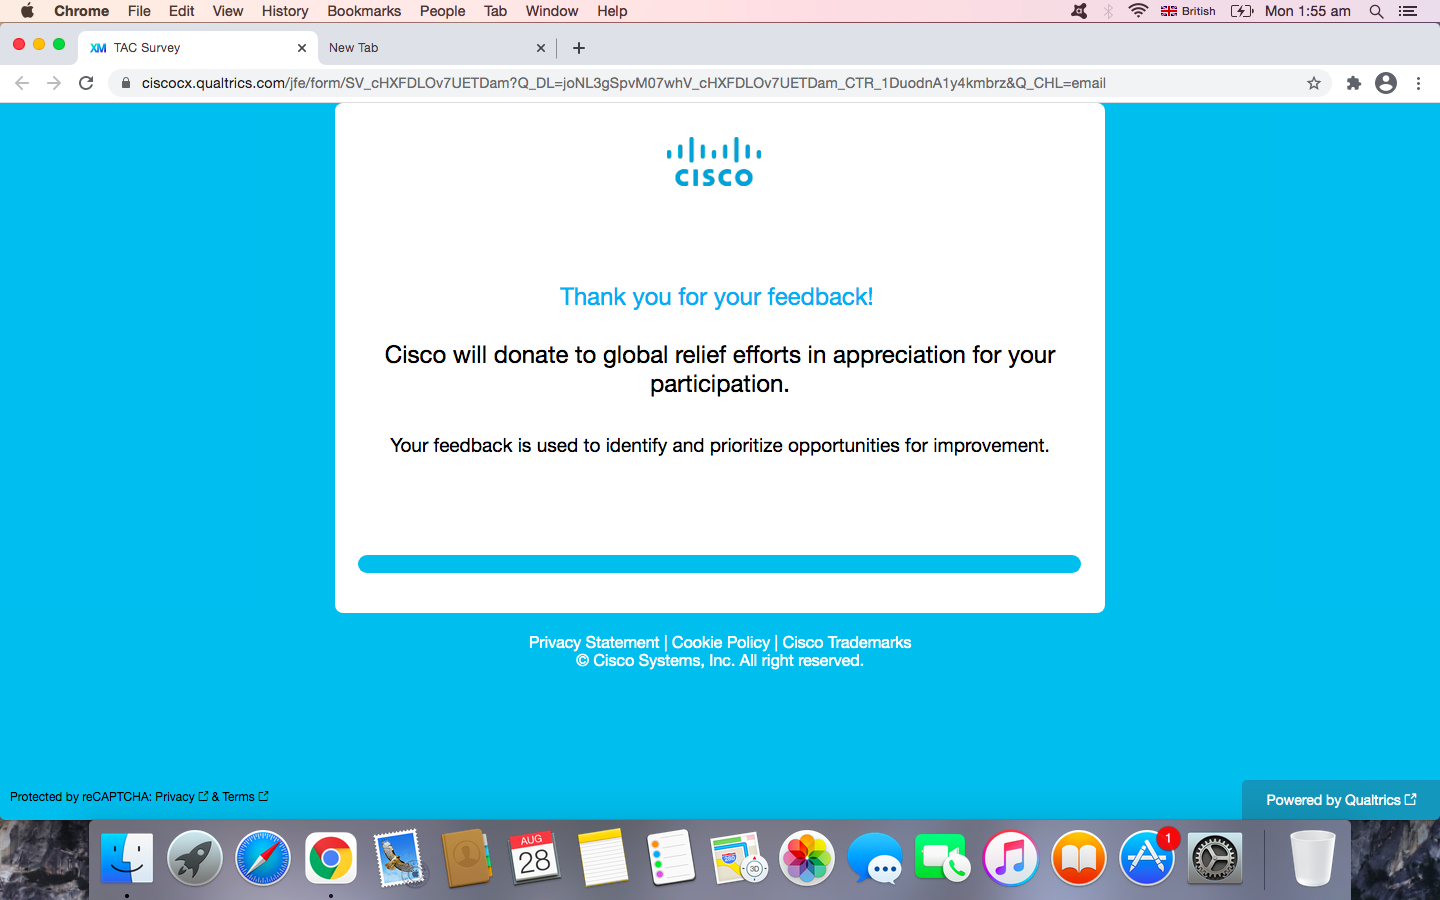 Chrome File Edit View History Bookmarks People Tab Window Help British Mon 1:55 am
XM TAC Survey New Tab
ciscocx.qualtrics.com/jfe/form/SV_cHXFDLOv7UETDam?Q_DL=joNL3gSpvM07whV_cHXFDLOv7UETDam_CTR_1DuodnA1y4kmbrz&Q_CHL=email
CISCO
Thank you for your feedback!
Cisco will donate to global relief efforts in appreciation for your
participation.
Your feedback is used to identify and prioritize opportunities for improvement.
Privacy Statement | Cookie Policy | Cisco Trademarks
© Cisco Systems, Inc. All right reserved.
Protected by reCAPTCHA: Privacy & Terms
Powered by Qualtrics
AUG
28
280
3D
1